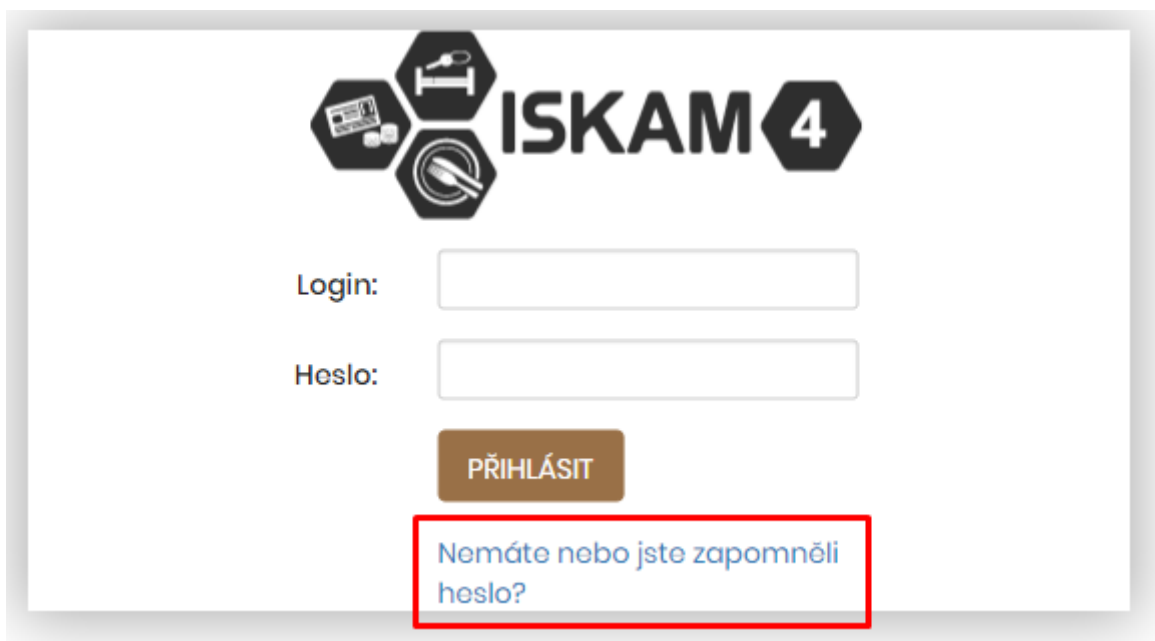 ISKAM 4
Login:
Heslo:
PŘIHLÁSIT
Nemáte nebo jste zapomněli
heslo?